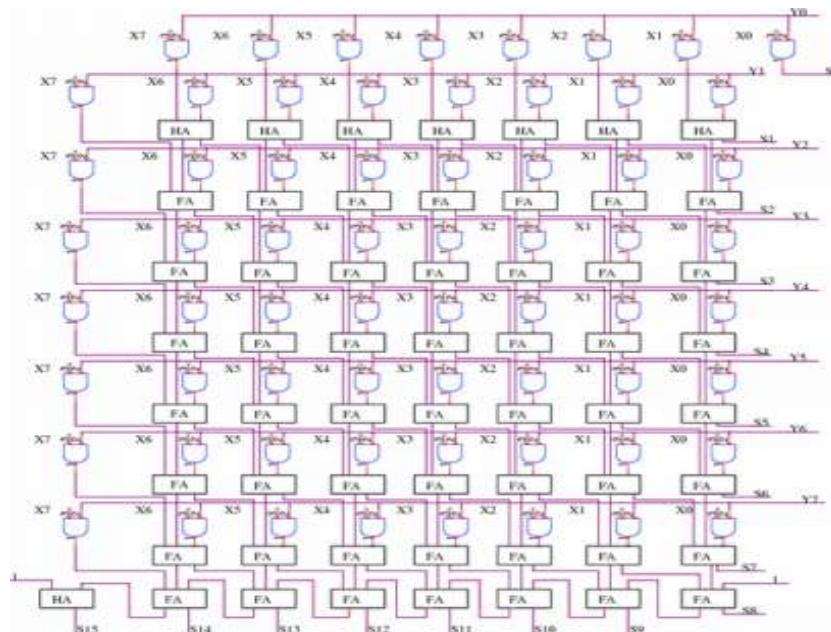 Y0
X7 X6 X5 X4 X3 X2 X1 X0
Y1 S
X7 X6 X5 X4 X3 X2 X1 X0
HA HA HA HA HA HA HA
S1
Y2
X7 X6 X5 X4 X3 X2 X1 X0
FA FA FA FA FA FA FA
S2
Y3
X7 X6 X5 X4 X3 X2 X1 X0
FA FA FA FA FA FA FA
S3
Y4
X7 X6 X5 X4 X3 X2 X1 X0
FA FA FA FA FA FA FA
S4
Y5
X7 X6 X5 X4 X3 X2 X1 X0
FA FA FA FA FA FA FA
S5
Y6
X7 X6 X5 X4 X3 X2 X1 X0
FA FA FA FA FA FA FA
S6
Y7
X7 X6 X5 X4 X3 X2 X1 X0
FA FA FA FA FA FA FA
S7
1 1
HA FA FA FA FA FA FA FA
S8
S15 S14 S13 S12 S11 S10 S9